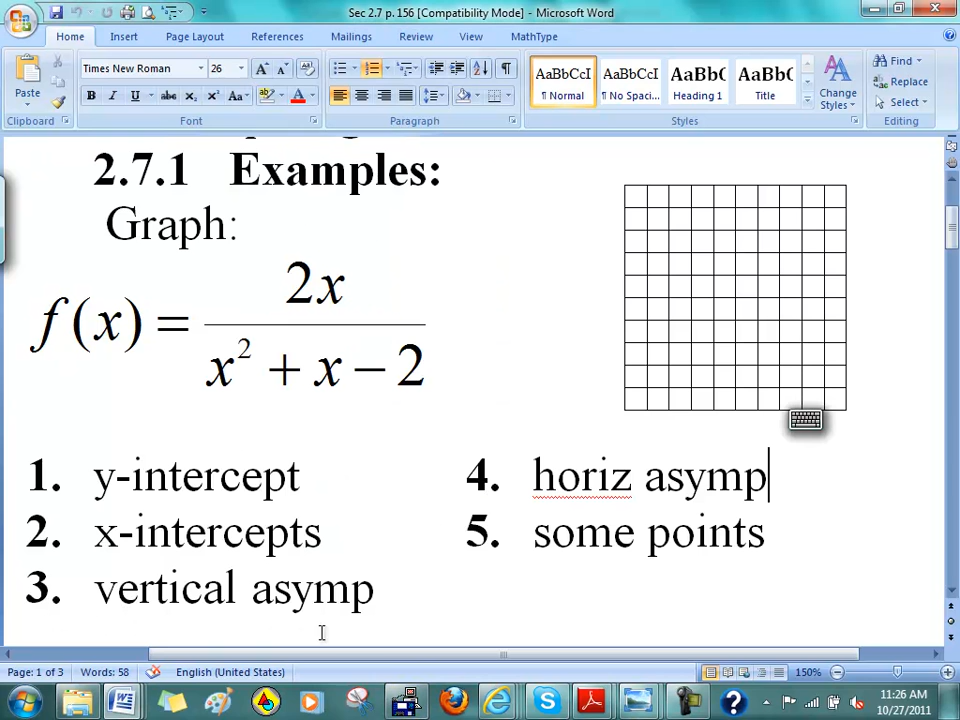 Sec 2.7 p. 156 [Compatibility Mode] - Microsoft Word
Home Insert Page Layout References Mailings Review View MathType
Times New Roman 26
AaBbCcI AaBbCcI AaBbC AaBb(
Paste
¶ Normal ¶ No Spaci... Heading 1 Title
Change Styles
Find
Replace
Select
Clipboard Font Paragraph Styles Editing
2.7.1 Examples:
Graph:
f(x) = 2x / x² + x − 2
1. y-intercept
2. x-intercepts
3. vertical asymp
4. horiz asymp
5. some points
Page: 1 of 3 Words: 58 English (United States) 150%
11:26 AM
10/27/2011